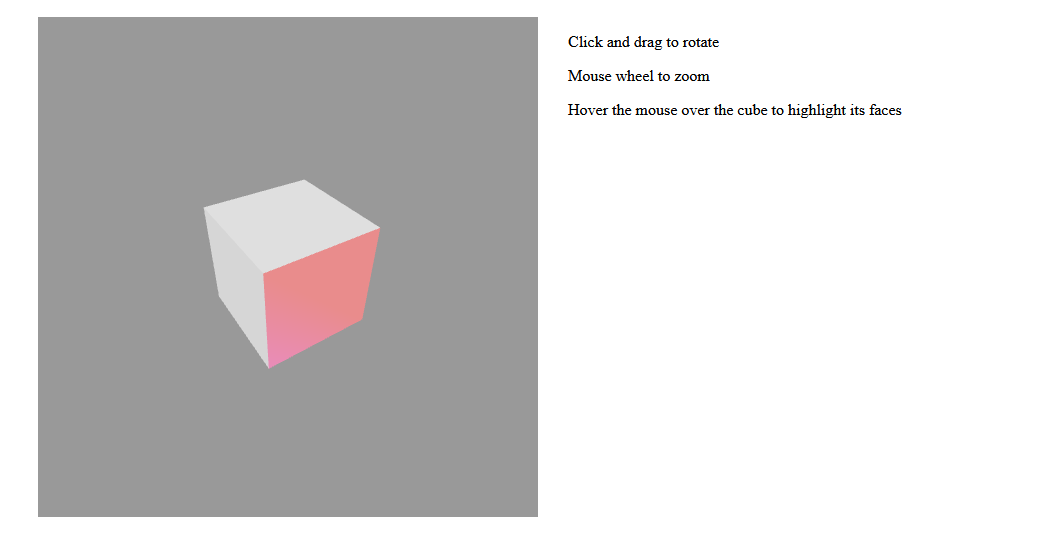 Click and drag to rotate
Mouse wheel to zoom
Hover the mouse over the cube to highlight its faces